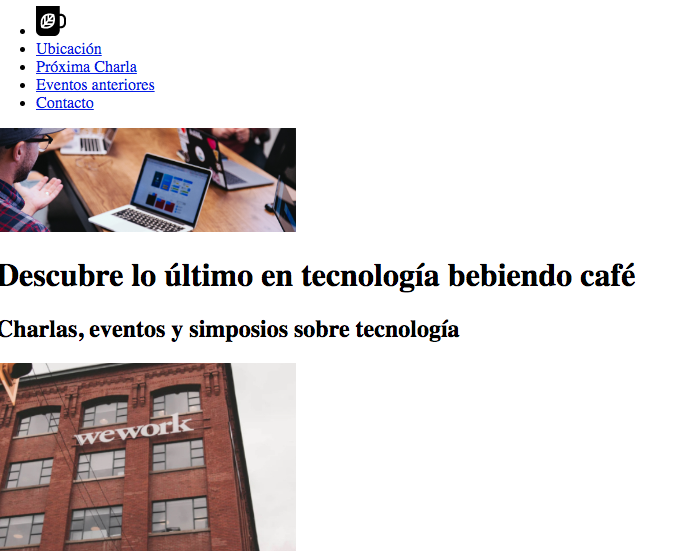 Ubicación
Próxima Charla
Eventos anteriores
Contacto
Descubre lo último en tecnología bebiendo café
Charlas, eventos y simposios sobre tecnología
wework